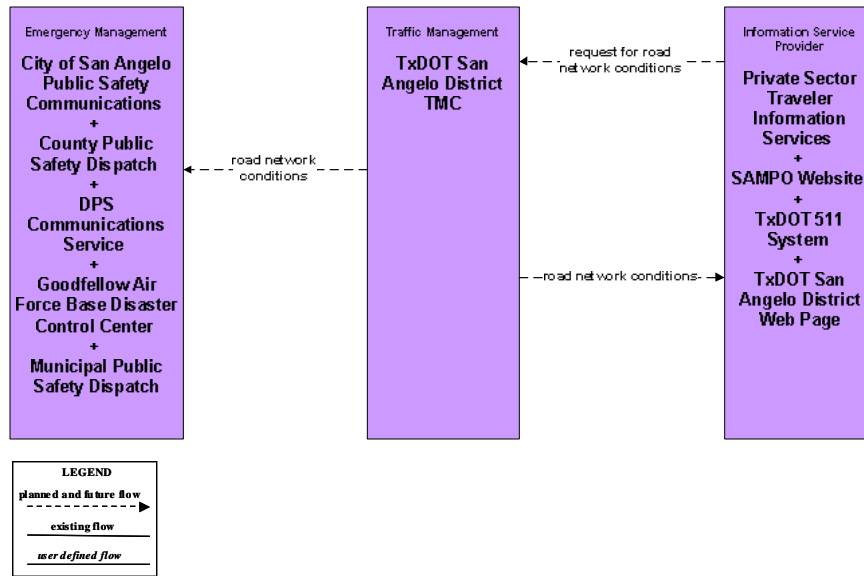 Emergency Management
City of San Angelo
Public Safety
Communications
+
County Public
Safety Dispatch
+
DPS
Communications
Service
+
Goodfellow Air
Force Base Disaster
Control Center
+
Municipal Public
Safety Dispatch
road network
conditions
Traffic Management
TxDOT San
Angelo District
TMC
request for road
network conditions
road network conditions
Information Service
Provider
Private Sector
Traveler
Information
Services
+
SAMPO Website
+
TxDOT 511
System
+
TxDOT San
Angelo District
Web Page
LEGEND
planned and future flow
existing flow
user defined flow